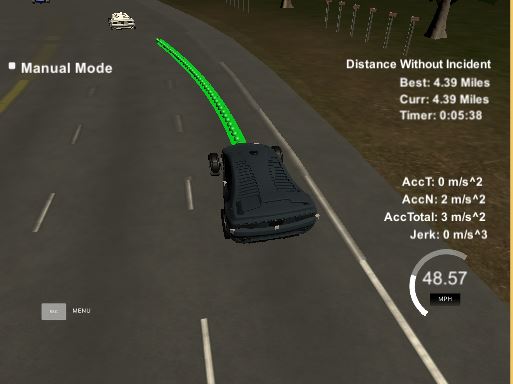 Manual Mode
Distance Without Incident
Best: 4.39 Miles
Curr: 4.39 Miles
Timer: 0:05:38
AccT: 0 m/s^2
AccN: 2 m/s^2
AccTotal: 3 m/s^2
Jerk: 0 m/s^3
48.57
MPH
ESC MENU